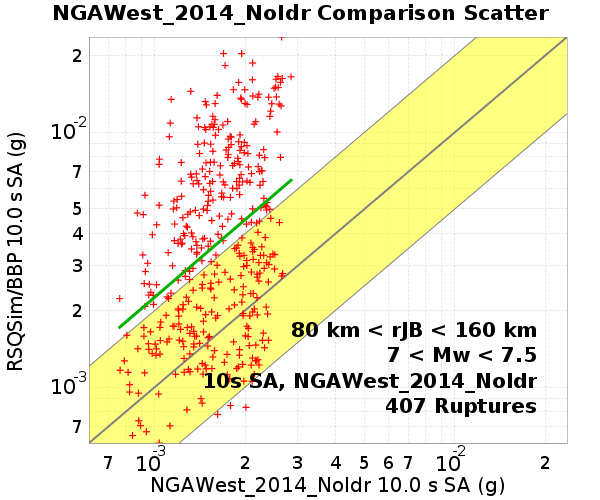 NGAWest_2014_NoIdr Comparison Scatter
RSQSim/BBP 10.0 s SA (g)
2
10-2
7
5
4
3
2
10-3
7
80 km < rJB < 160 km
7 < Mw < 7.5
10s SA, NGAWest_2014_NoIdr
407 Ruptures
7 10-3 2 3 4 5 6 7 10-2 2
NGAWest_2014_NoIdr 10.0 s SA (g)